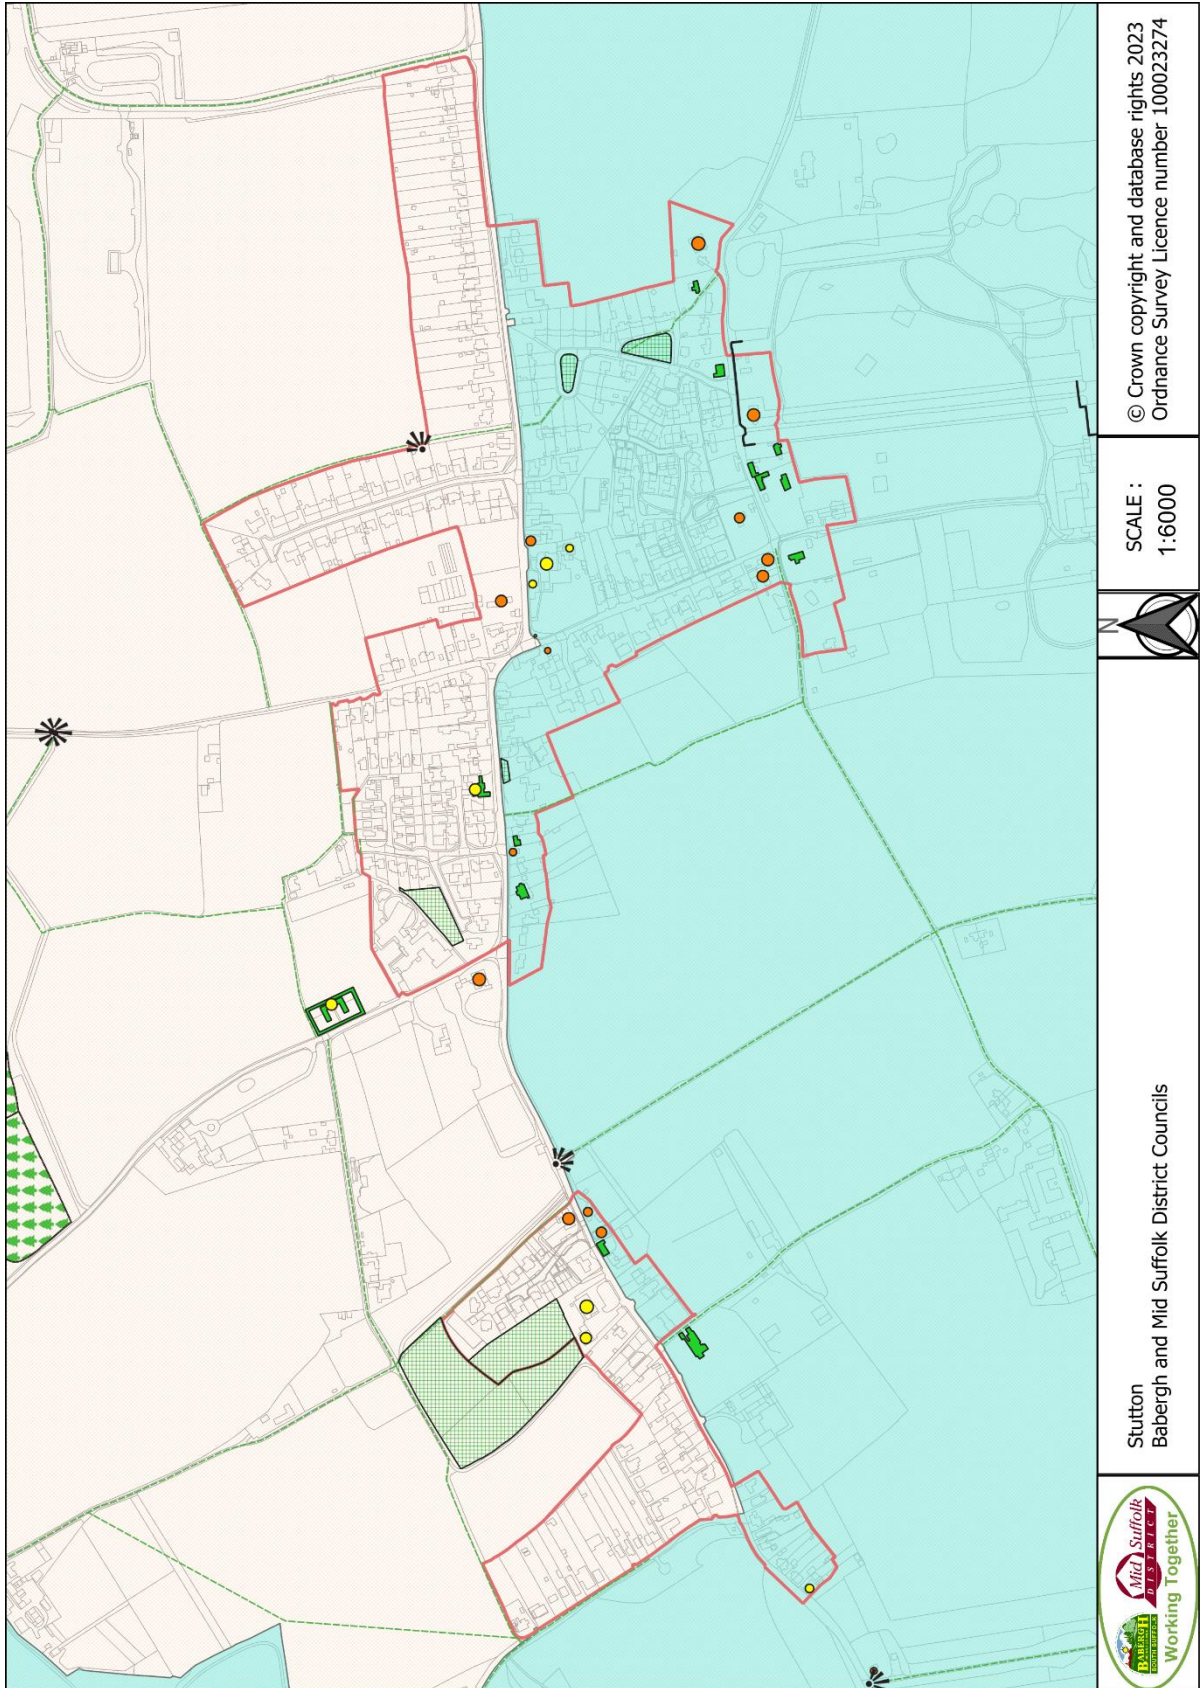 Stutton
Babergh and Mid Suffolk District Councils
N
SCALE :
1:6000
© Crown copyright and database rights 2023
Ordnance Survey Licence number 100023274
BABERGH
SOUTH SUFFOLK
Mid Suffolk
DISTRICT
Working Together